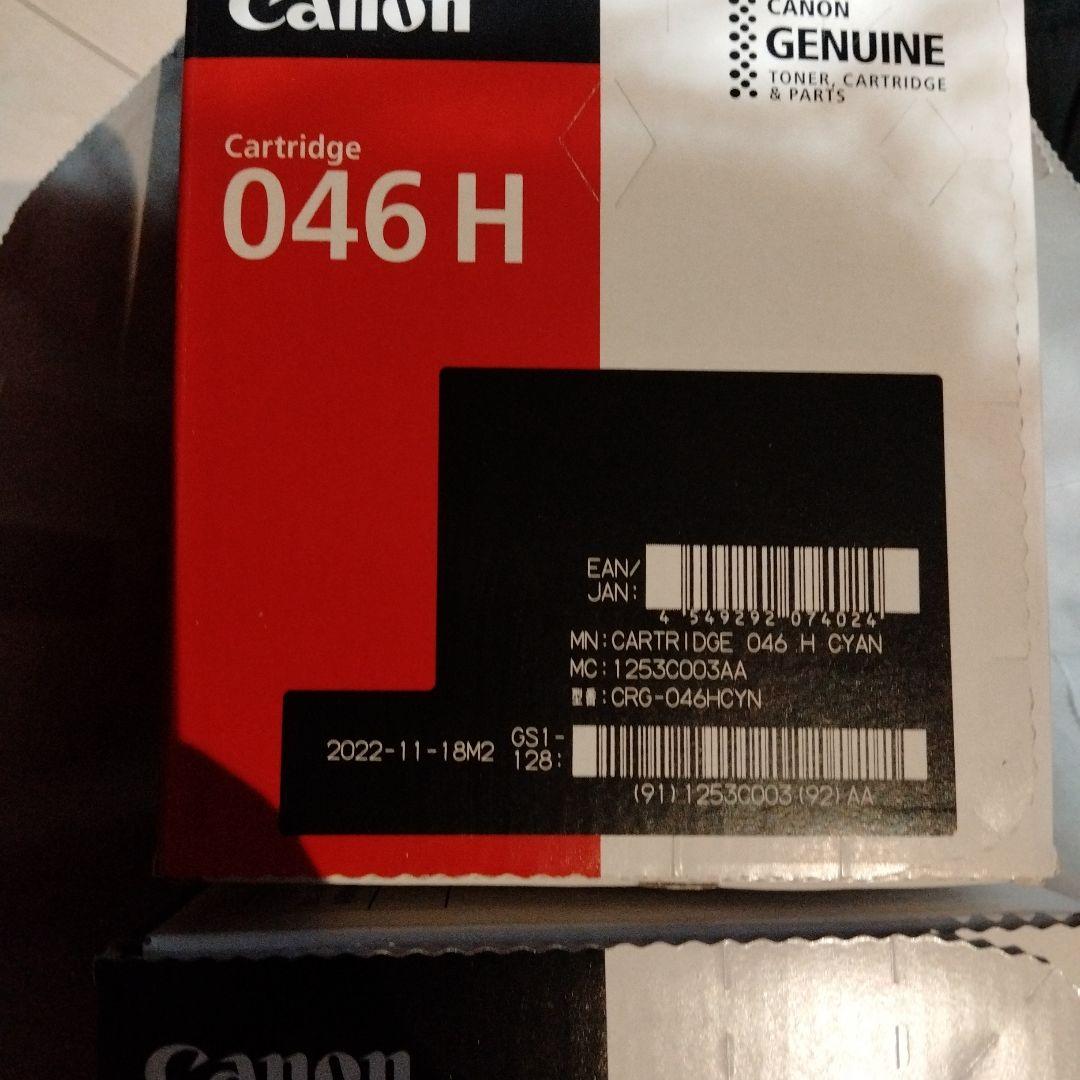 Canon
CANON
GENUINE
TONER, CARTRIDGE
& PARTS
Cartridge
046 H
EAN/
JAN:
4 549292 074024
MN:CARTRIDGE 046 H CYAN
MC:1253C003AA
型番:CRG-046HCYN
2022-11-18M2
GS1-
128:
(91)1253C003(92)AA
Canon